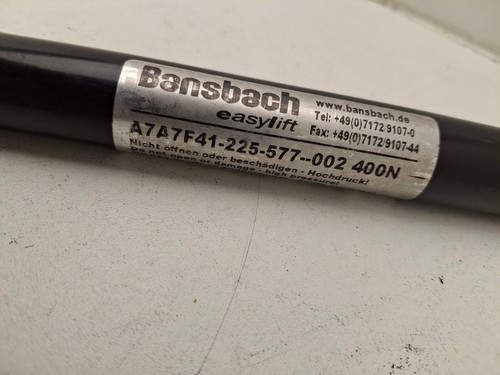 Bansbach
easylift
www.bansbach.de
Tel: +49(0)7172/9107-0
Fax: +49(0)7172/9107-44
A7A7F41-225-577--002 400N
Nicht öffnen oder beschädigen - Hochdruck!
Do not open or damage - high pressure!